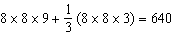 8 × 8 × 9 + 1/3 (8 × 8 × 3) = 640